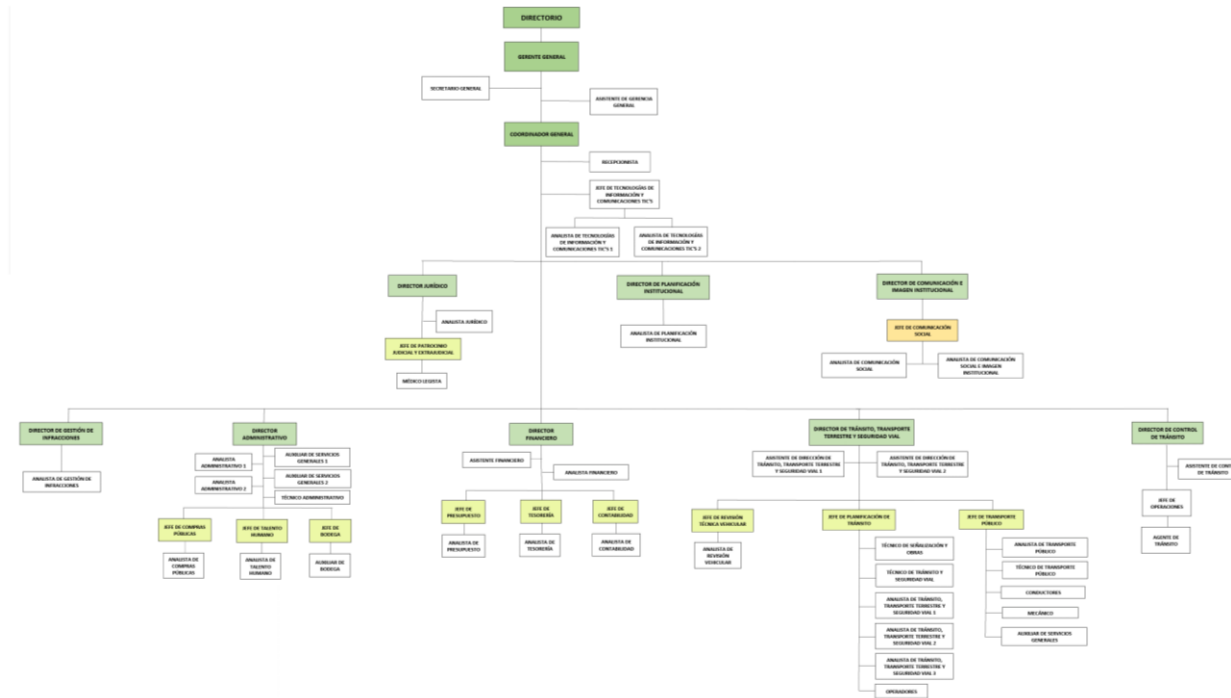 DIRECTORIO
GERENTE GENERAL
SECRETARIO GENERAL
ASISTENTE DE GERENCIA
GENERAL
COORDINADOR GENERAL
RECEPCIONISTA
JEFE DE TECNOLOGÍAS DE
INFORMACIÓN Y
COMUNICACIONES TIC'S
ANALISTA DE TECNOLOGÍAS
DE INFORMACIÓN Y
COMUNICACIONES TIC'S 1
ANALISTA DE TECNOLOGÍAS
DE INFORMACIÓN Y
COMUNICACIONES TIC'S 2
DIRECTOR JURÍDICO
DIRECTOR DE PLANIFICACIÓN
INSTITUCIONAL
DIRECTOR DE COMUNICACIÓN E
IMAGEN INSTITUCIONAL
ANALISTA JURÍDICO
ANALISTA DE PLANIFICACIÓN
INSTITUCIONAL
JEFE DE COMUNICACIÓN
SOCIAL
JEFE DE PATROCINIO
JUDICIAL Y EXTRAJUDICIAL
MÉDICO LEGISTA
ANALISTA DE COMUNICACIÓN
SOCIAL
ANALISTA DE COMUNICACIÓN
SOCIAL E IMAGEN
INSTITUCIONAL
DIRECTOR DE GESTIÓN DE
INFRACCIONES
DIRECTOR
ADMINISTRATIVO
DIRECTOR
FINANCIERO
DIRECTOR DE TRÁNSITO, TRANSPORTE
TERRESTRE Y SEGURIDAD VIAL
DIRECTOR DE CONTROL
DE TRÁNSITO
ANALISTA DE GESTIÓN DE
INFRACCIONES
ANALISTA
ADMINISTRATIVO 1
AUXILIAR DE SERVICIOS
GENERALES 1
ANALISTA
ADMINISTRATIVO 2
AUXILIAR DE SERVICIOS
GENERALES 2
TÉCNICO ADMINISTRATIVO
ASISTENTE FINANCIERO
ANALISTA FINANCIERO
ASISTENTE DE DIRECCIÓN DE
TRÁNSITO, TRANSPORTE TERRESTRE
Y SEGURIDAD VIAL 1
ASISTENTE DE DIRECCIÓN DE
TRÁNSITO, TRANSPORTE TERRESTRE
Y SEGURIDAD VIAL 2
ASISTENTE DE CONT
DE TRÁNSITO
JEFE DE COMPRAS
PÚBLICAS
JEFE DE TALENTO
HUMANO
JEFE DE
BODEGA
JEFE DE
PRESUPUESTO
JEFE DE
TESORERÍA
JEFE DE
CONTABILIDAD
JEFE DE REVISIÓN
TÉCNICA VEHICULAR
JEFE DE PLANIFICACIÓN DE
TRÁNSITO
JEFE DE TRANSPORTE
PÚBLICO
JEFE DE
OPERACIONES
ANALISTA DE
COMPRAS
PÚBLICAS
ANALISTA DE
TALENTO
HUMANO
AUXILIAR DE
BODEGA
ANALISTA DE
PRESUPUESTO
ANALISTA DE
TESORERÍA
ANALISTA DE
CONTABILIDAD
ANALISTA DE
REVISIÓN
VEHICULAR
TÉCNICO DE SEÑALIZACIÓN Y
OBRAS
TÉCNICO DE TRÁNSITO Y
SEGURIDAD VIAL
ANALISTA DE TRÁNSITO,
TRANSPORTE TERRESTRE Y
SEGURIDAD VIAL 1
ANALISTA DE TRÁNSITO,
TRANSPORTE TERRESTRE Y
SEGURIDAD VIAL 2
ANALISTA DE TRÁNSITO,
TRANSPORTE TERRESTRE Y
SEGURIDAD VIAL 3
OPERADORES
ANALISTA DE TRANSPORTE
PÚBLICO
TÉCNICO DE TRANSPORTE
PÚBLICO
CONDUCTORES
MECÁNICO
AUXILIAR DE SERVICIOS
GENERALES
AGENTE DE
TRÁNSITO